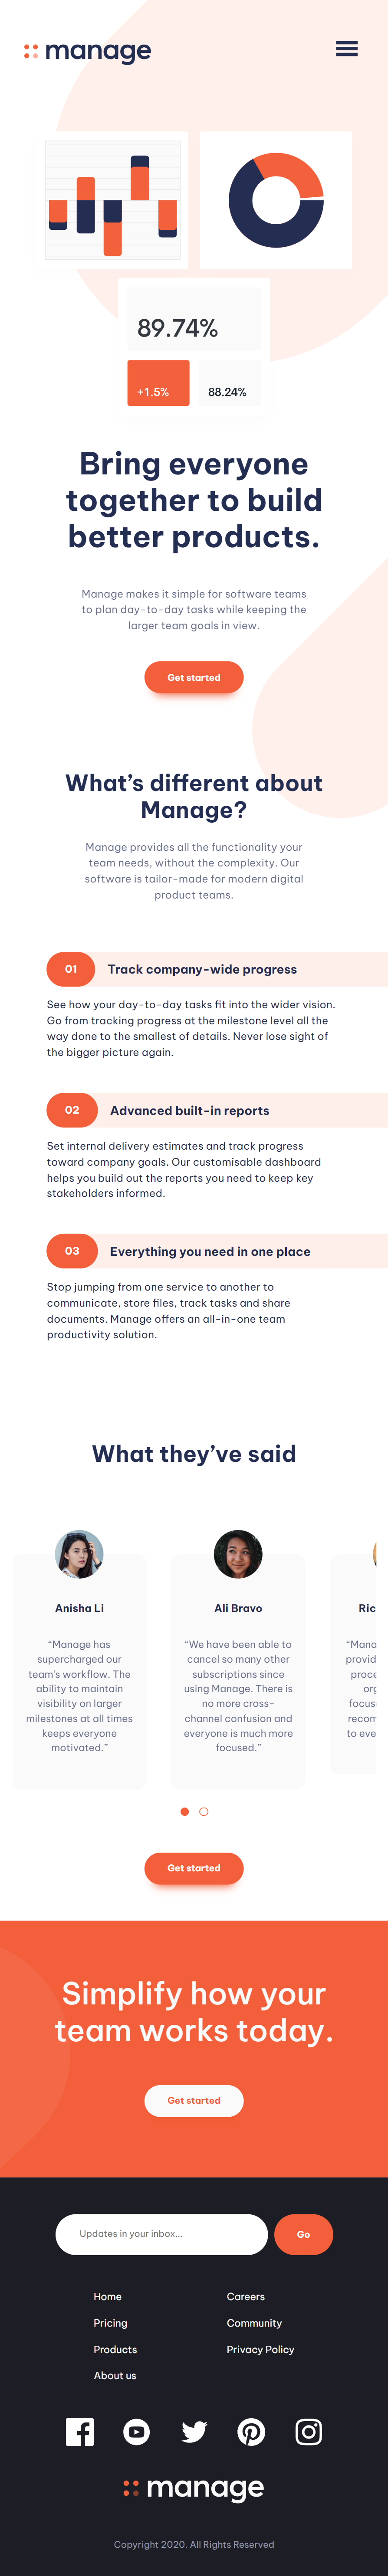 manage
89.74%
+1.5%
88.24%
Bring everyone
together to build
better products.
Manage makes it simple for software teams
to plan day-to-day tasks while keeping the
larger team goals in view.
Get started
What's different about
Manage?
Manage provides all the functionality your
team needs, without the complexity. Our
software is tailor-made for modern digital
product teams.
01 Track company-wide progress
See how your day-to-day tasks fit into the wider vision.
Go from tracking progress at the milestone level all the
way done to the smallest of details. Never lose sight of
the bigger picture again.
02 Advanced built-in reports
Set internal delivery estimates and track progress
toward company goals. Our customisable dashboard
helps you build out the reports you need to keep key
stakeholders informed.
03 Everything you need in one place
Stop jumping from one service to another to
communicate, store files, track tasks and share
documents. Manage offers an all-in-one team
productivity solution.
What they've said
Anisha Li
“Manage has
supercharged our
team's workflow. The
ability to maintain
visibility on larger
milestones at all times
keeps everyone
motivated.”
Ali Bravo
“We have been able to
cancel so many other
subscriptions since
using Manage. There is
no more cross-
channel confusion and
everyone is much more
focused.”
Ric
“Mana
provid
proce
org
focus
recom
to eve
Get started
Simplify how your
team works today.
Get started
Updates in your inbox...
Go
Home
Pricing
Products
About us
Careers
Community
Privacy Policy
manage
Copyright 2020. All Rights Reserved